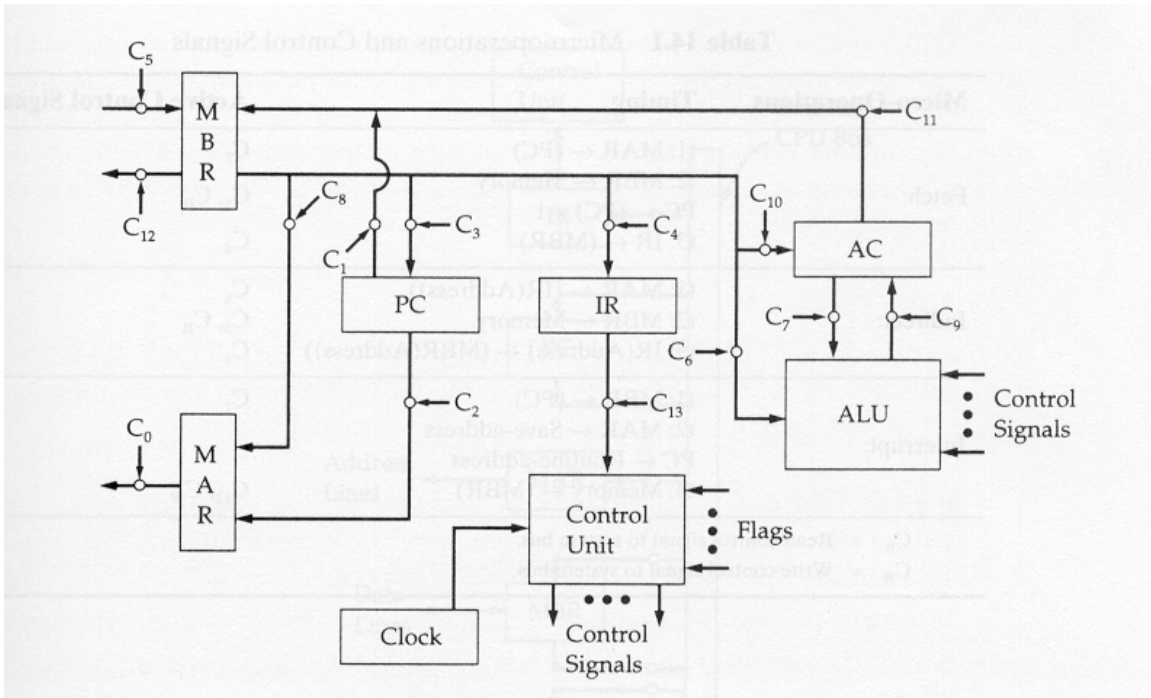 C5
M
B
R
C11
C12
C8
C1
C3
C4
C10
AC
PC
IR
C7
C9
C6
C2
C13
ALU
Control
Signals
C0
M
A
R
Control
Unit
Flags
Clock
Control
Signals